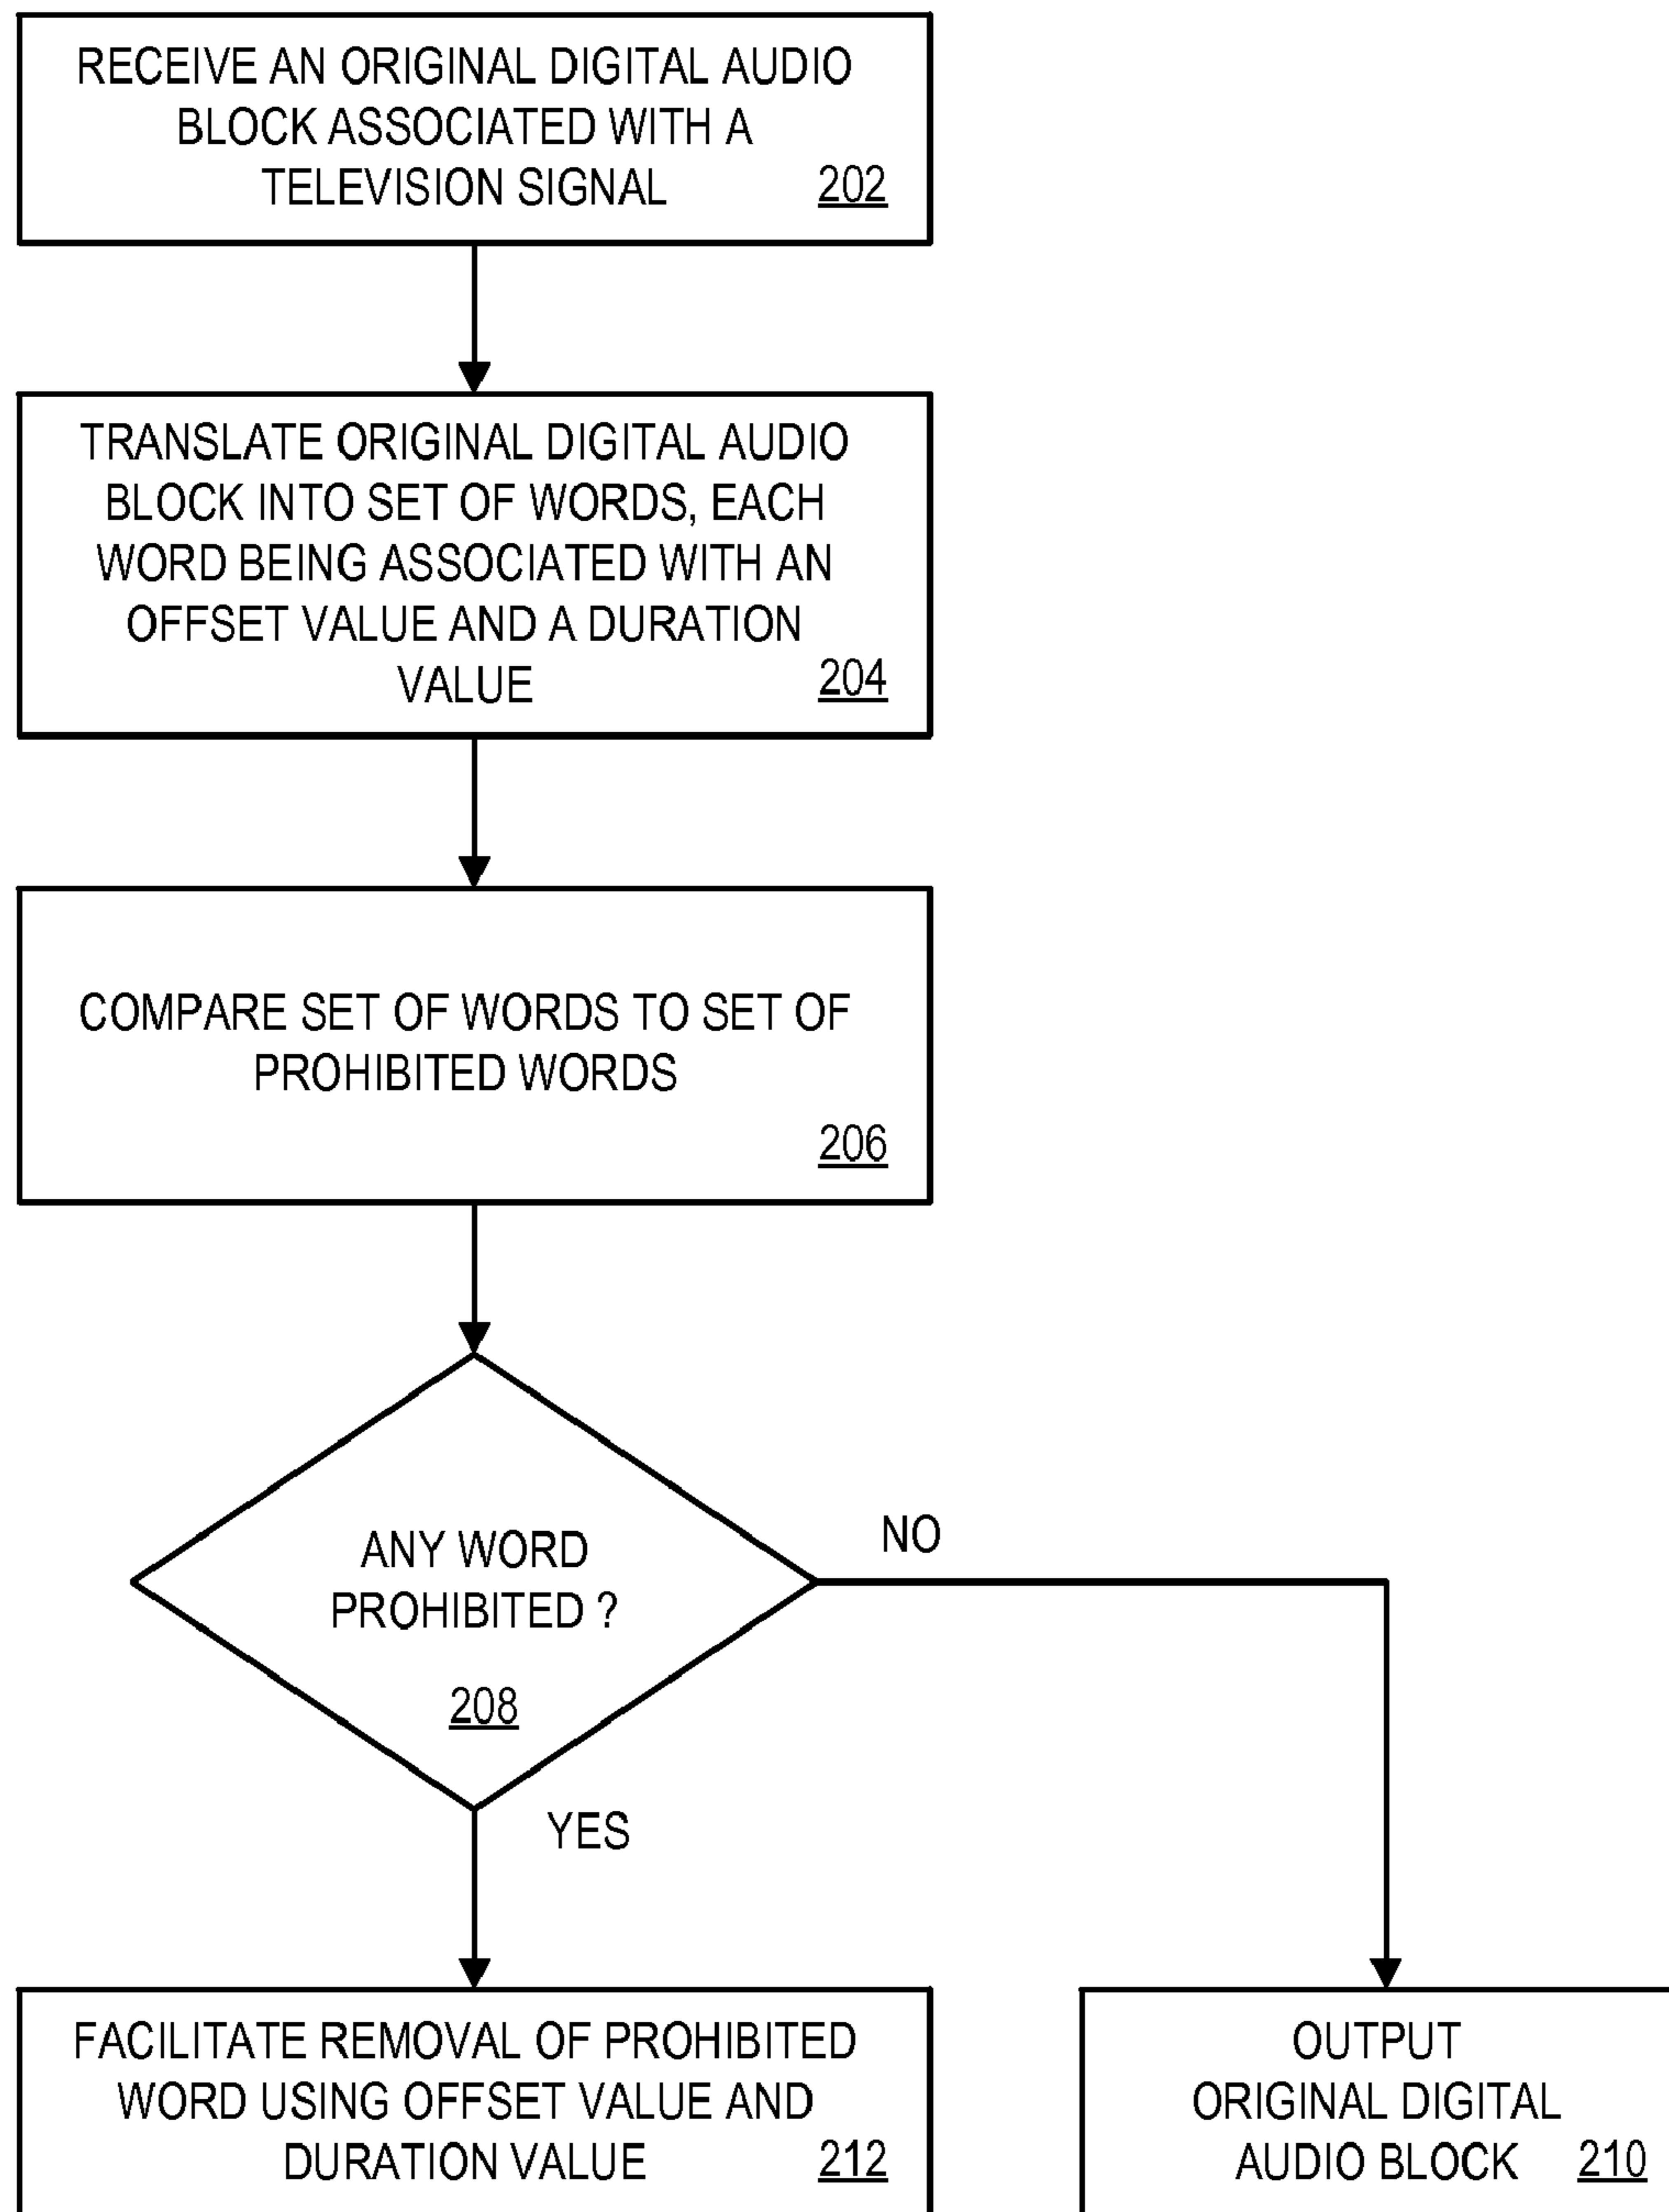 RECEIVE AN ORIGINAL DIGITAL AUDIO
BLOCK ASSOCIATED WITH A
TELEVISION SIGNAL 202
TRANSLATE ORIGINAL DIGITAL AUDIO
BLOCK INTO SET OF WORDS, EACH
WORD BEING ASSOCIATED WITH AN
OFFSET VALUE AND A DURATION
VALUE 204
COMPARE SET OF WORDS TO SET OF
PROHIBITED WORDS
206
ANY WORD
PROHIBITED ?
208
NO
YES
FACILITATE REMOVAL OF PROHIBITED
WORD USING OFFSET VALUE AND
DURATION VALUE 212
OUTPUT
ORIGINAL DIGITAL
AUDIO BLOCK 210